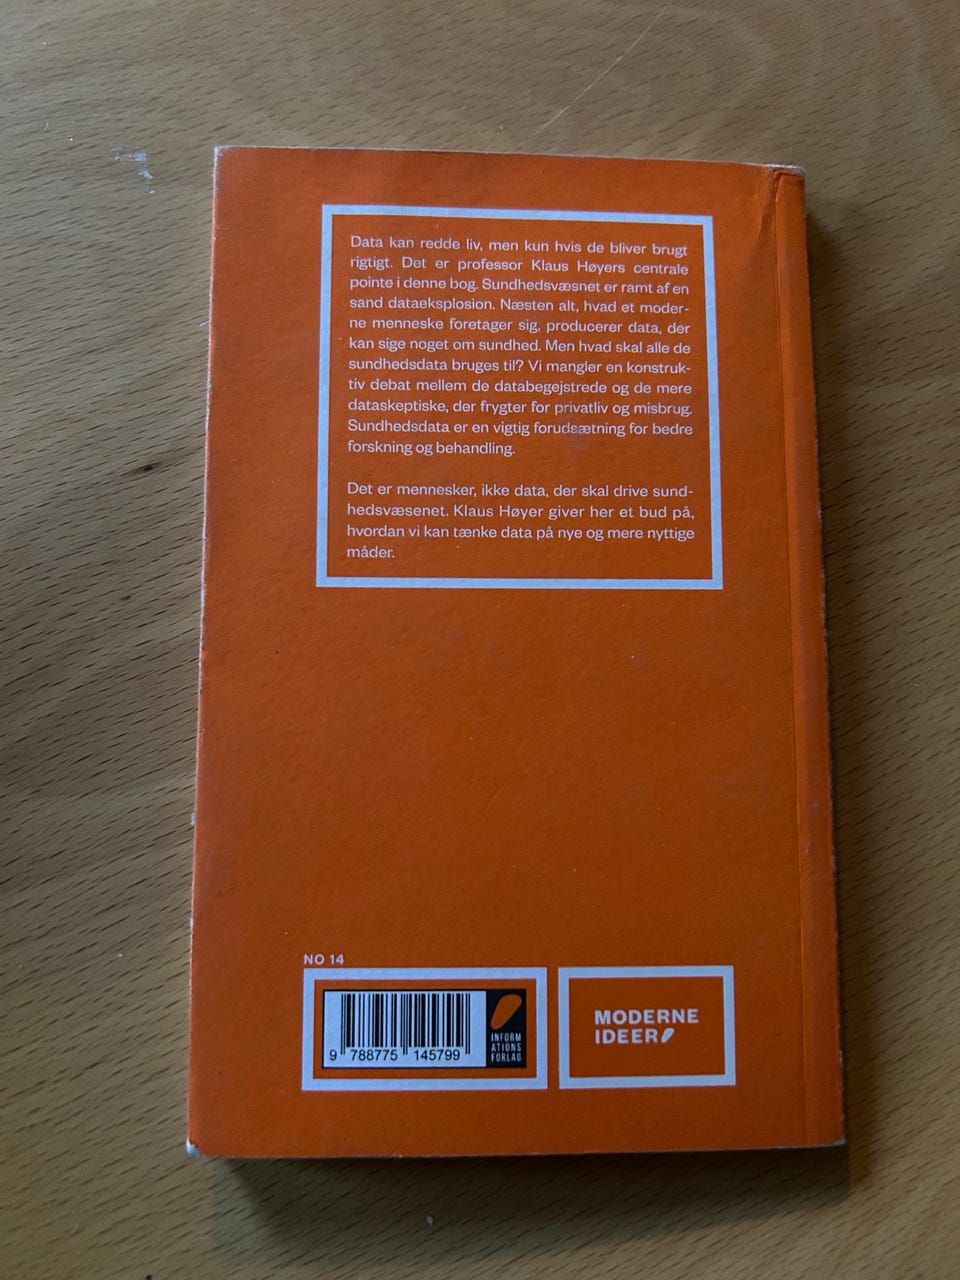 Data kan redde liv, men kun hvis de bliver brugt
rigtigt. Det er professor Klaus Høyers centrale
pointe i denne bog. Sundhedsvæsnet er ramt af en
sand dataeksplosion. Næsten alt, hvad et moder-
ne menneske foretager sig, producerer data, der
kan sige noget om sundhed. Men hvad skal alle de
sundhedsdata bruges til? Vi mangler en konstruk-
tiv debat mellem de databegejstrede og de mere
dataskeptiske, der frygter for privatliv og misbrug.
Sundhedsdata er en vigtig forudsætning for bedre
forskning og behandling.
Det er mennesker, ikke data, der skal drive sund-
hedsvæsenet. Klaus Høyer giver her et bud på,
hvordan vi kan tænke data på nye og mere nyttige
måder.
NO 14
9 788775 145799
INFORM
ATIONS
FORLAG
MODERNE
IDEER